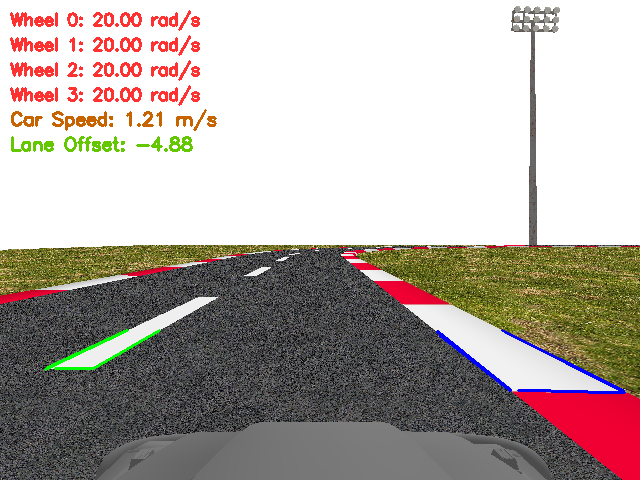 Wheel 0: 20.00 rad/s
Wheel 1: 20.00 rad/s
Wheel 2: 20.00 rad/s
Wheel 3: 20.00 rad/s
Car Speed: 1.21 m/s
Lane Offset: -4.88